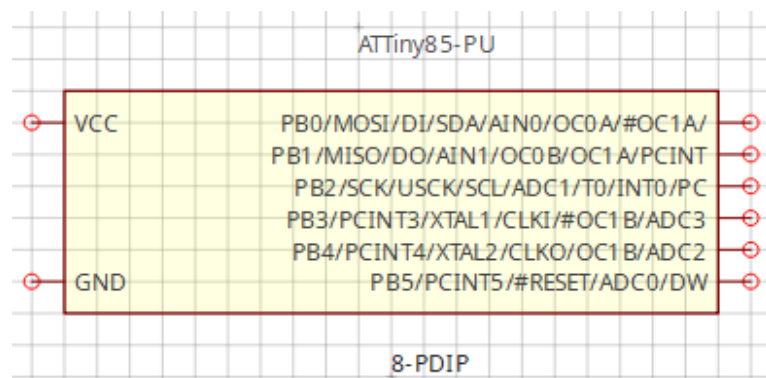 ATTiny85-PU
VCC
PB0/MOSI/DI/SDA/AIN0/OC0A/#OC1A/
PB1/MISO/DO/AIN1/OC0B/OC1A/PCINT
PB2/SCK/USCK/SCL/ADC1/T0/INT0/PC
PB3/PCINT3/XTAL1/CLKI/#OC1B/ADC3
PB4/PCINT4/XTAL2/CLKO/OC1B/ADC2
GND
PB5/PCINT5/#RESET/ADC0/DW
8-PDIP